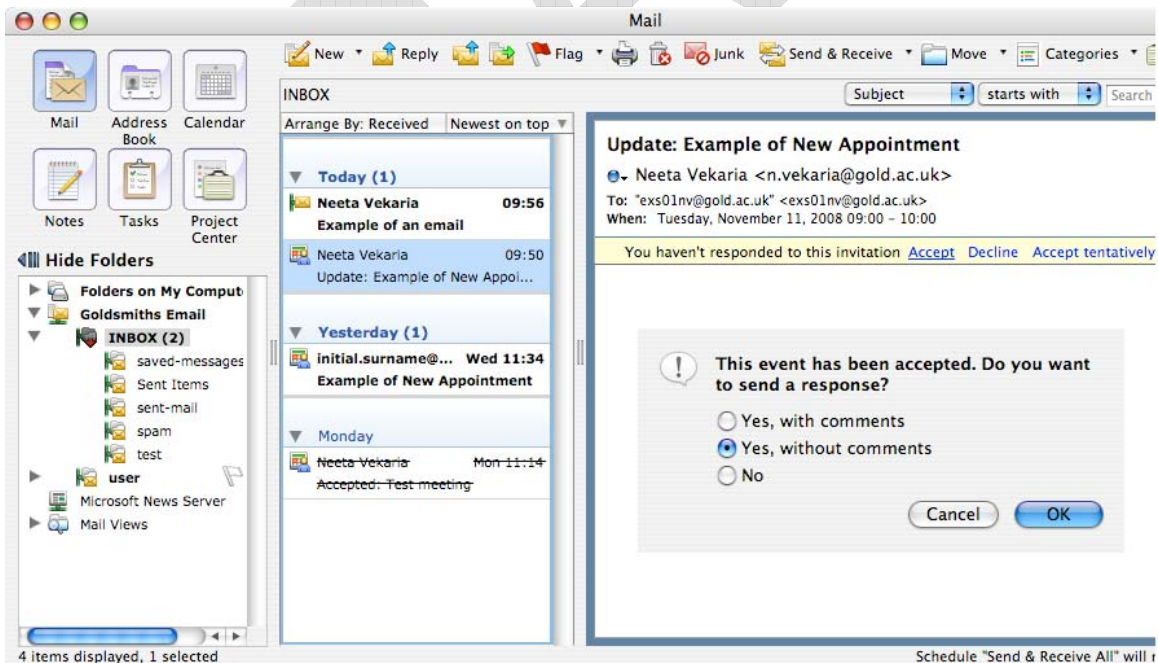 Mail
New Reply Flag Junk Send & Receive Move Categories
Mail
Address
Book
Calendar
Notes
Tasks
Project
Center
Hide Folders
Folders on My Comput
Goldsmiths Email
INBOX (2)
saved-messages
Sent Items
sent-mail
spam
test
user
Microsoft News Server
Mail Views
INBOX
Subject starts with Search
Arrange By: Received Newest on top
Today (1)
Neeta Vekaria 09:56
Example of an email
Neeta Vekaria 09:50
Update: Example of New Appoi...
Yesterday (1)
initial.surname@... Wed 11:34
Example of New Appointment
Monday
Neeta Vekaria Mon 11:14
Accepted: Test meeting
Update: Example of New Appointment
Neeta Vekaria <n.vekaria@gold.ac.uk>
To: "exs01nv@gold.ac.uk" <exs01nv@gold.ac.uk>
When: Tuesday, November 11, 2008 09:00 – 10:00
You haven't responded to this invitation Accept Decline Accept tentatively
This event has been accepted. Do you want
to send a response?
Yes, with comments
Yes, without comments
No
Cancel OK
4 items displayed, 1 selected
Schedule "Send & Receive All" will